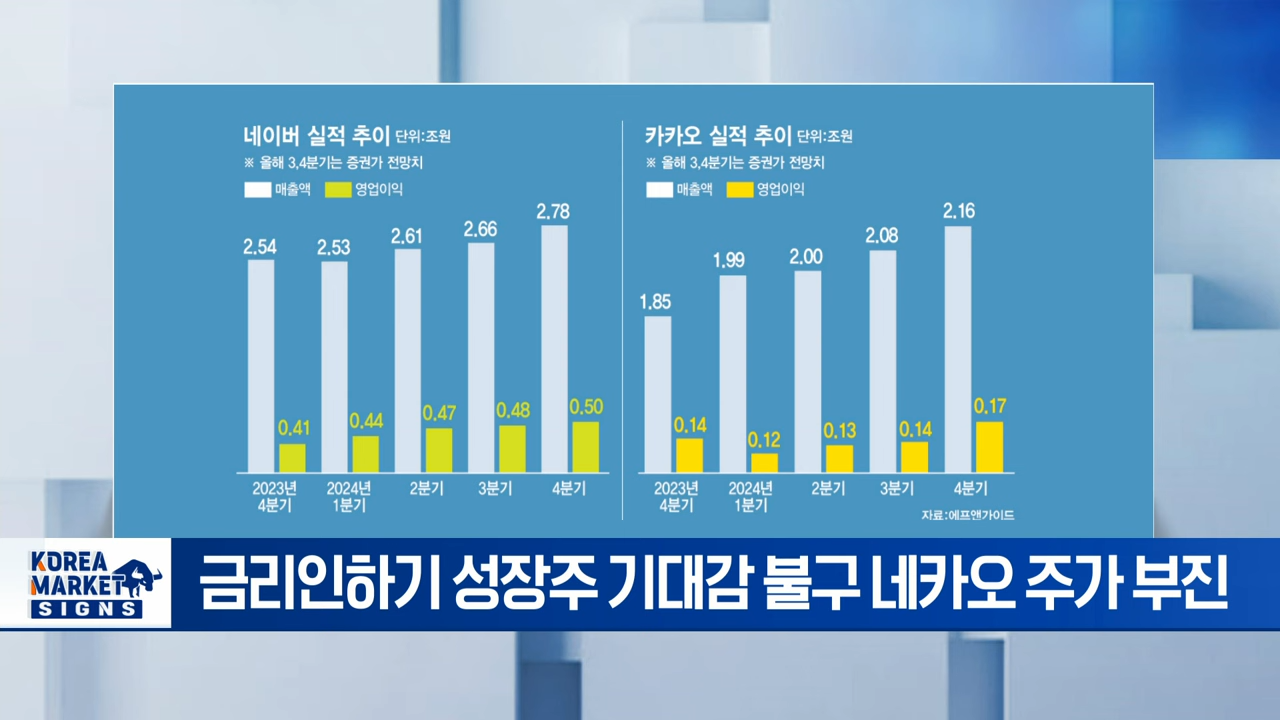 네이버 실적 추이 단위:조원
※ 올해 3,4분기는 증권가 전망치
매출액 영업이익
2.54
2.53
2.61
2.66
2.78
0.41
0.44
0.47
0.48
0.50
2023년
4분기
2024년
1분기
2분기
3분기
4분기
카카오 실적 추이 단위:조원
※ 올해 3,4분기는 증권가 전망치
매출액 영업이익
1.85
1.99
2.00
2.08
2.16
0.14
0.12
0.13
0.14
0.17
2023년
4분기
2024년
1분기
2분기
3분기
4분기
자료:에프앤가이드
KOREA
MARKET
SIGNS
금리인하기 성장주 기대감 불구 네카오 주가 부진